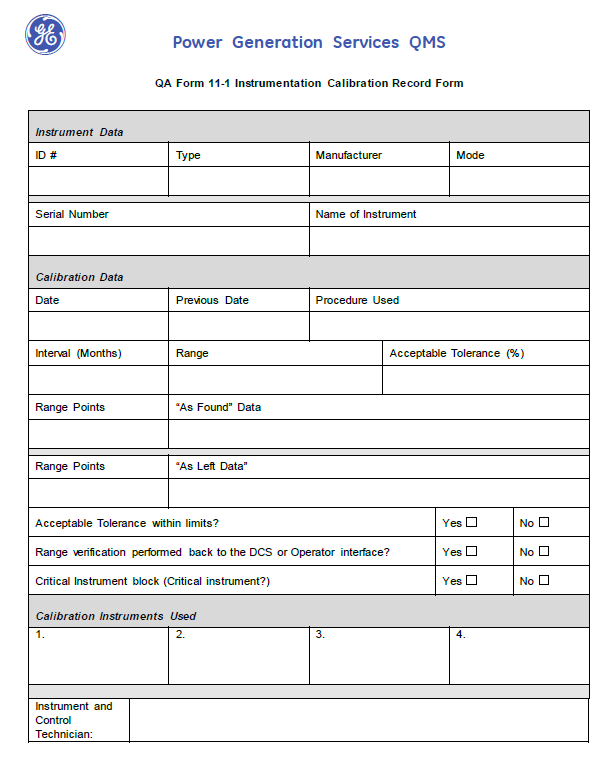 GE
Power Generation Services QMS
QA Form 11-1 Instrumentation Calibration Record Form
Instrument Data
ID # Type Manufacturer Mode
Serial Number Name of Instrument
Calibration Data
Date Previous Date Procedure Used
Interval (Months) Range Acceptable Tolerance (%)
Range Points “As Found” Data
Range Points “As Left Data”
Acceptable Tolerance within limits? Yes ☐ No ☐
Range verification performed back to the DCS or Operator interface? Yes ☐ No ☐
Critical Instrument block (Critical instrument?) Yes ☐ No ☐
Calibration Instruments Used
1. 2. 3. 4.
Instrument and
Control
Technician: